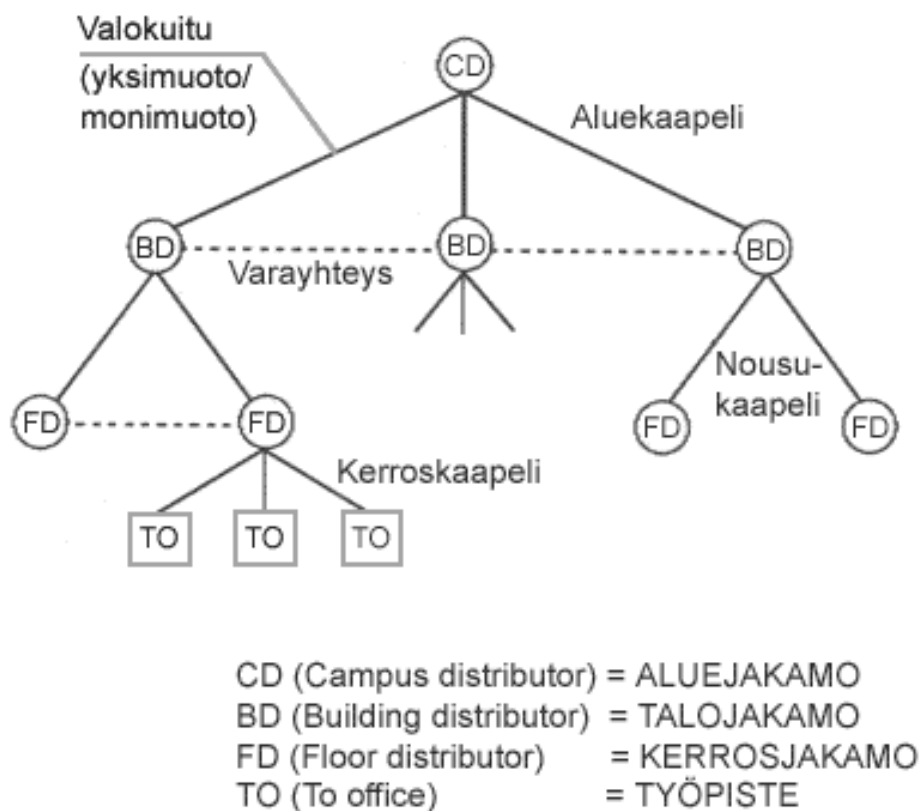 Valokuitu
(yksimuoto/
monimuoto)
CD
Aluekaapeli
BD
BD
BD
Varayhteys
Nousu-
kaapeli
FD
FD
FD
FD
Kerroskaapeli
TO
TO
TO
CD (Campus distributor) = ALUEJAKAMO
BD (Building distributor) = TALOJAKAMO
FD (Floor distributor) = KERROSJAKAMO
TO (To office) = TYÖPISTE